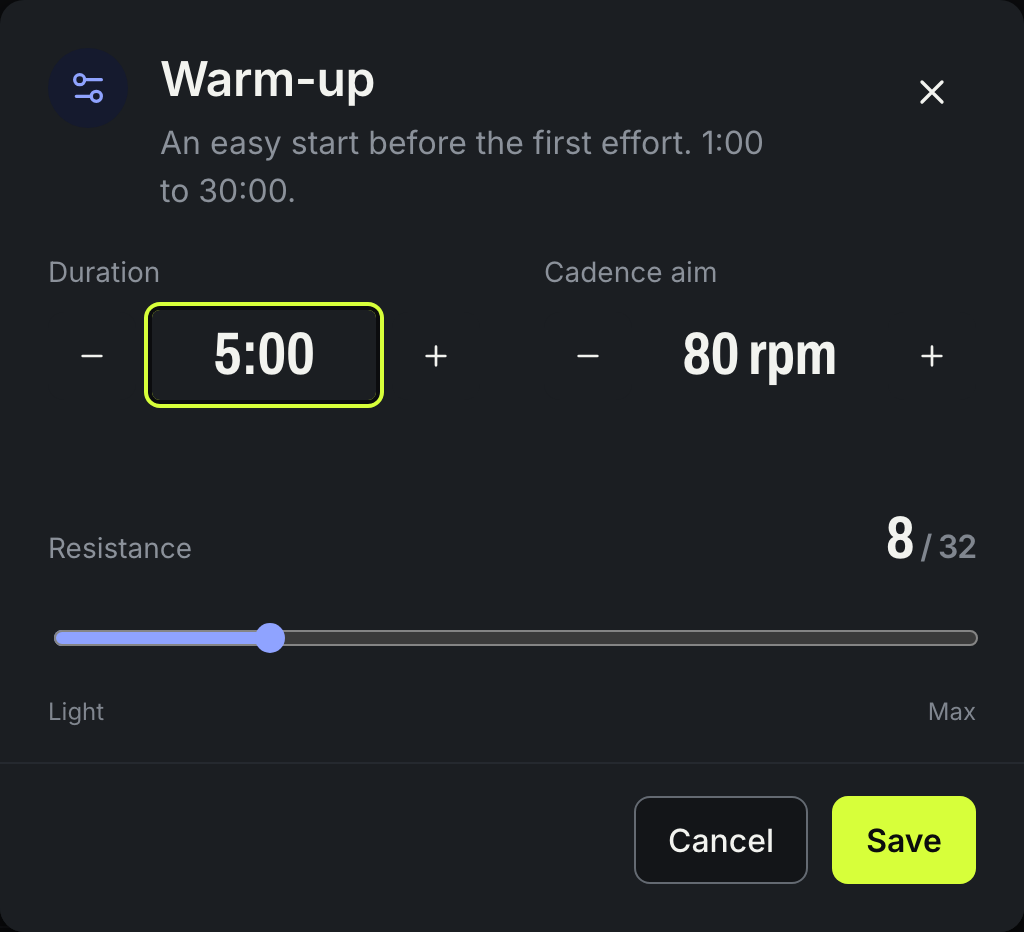 Warm-up
An easy start before the first effort. 1:00
to 30:00.
Duration
Cadence aim
− 5:00 +
− 80 rpm +
Resistance
8 / 32
Light
Max
Cancel
Save